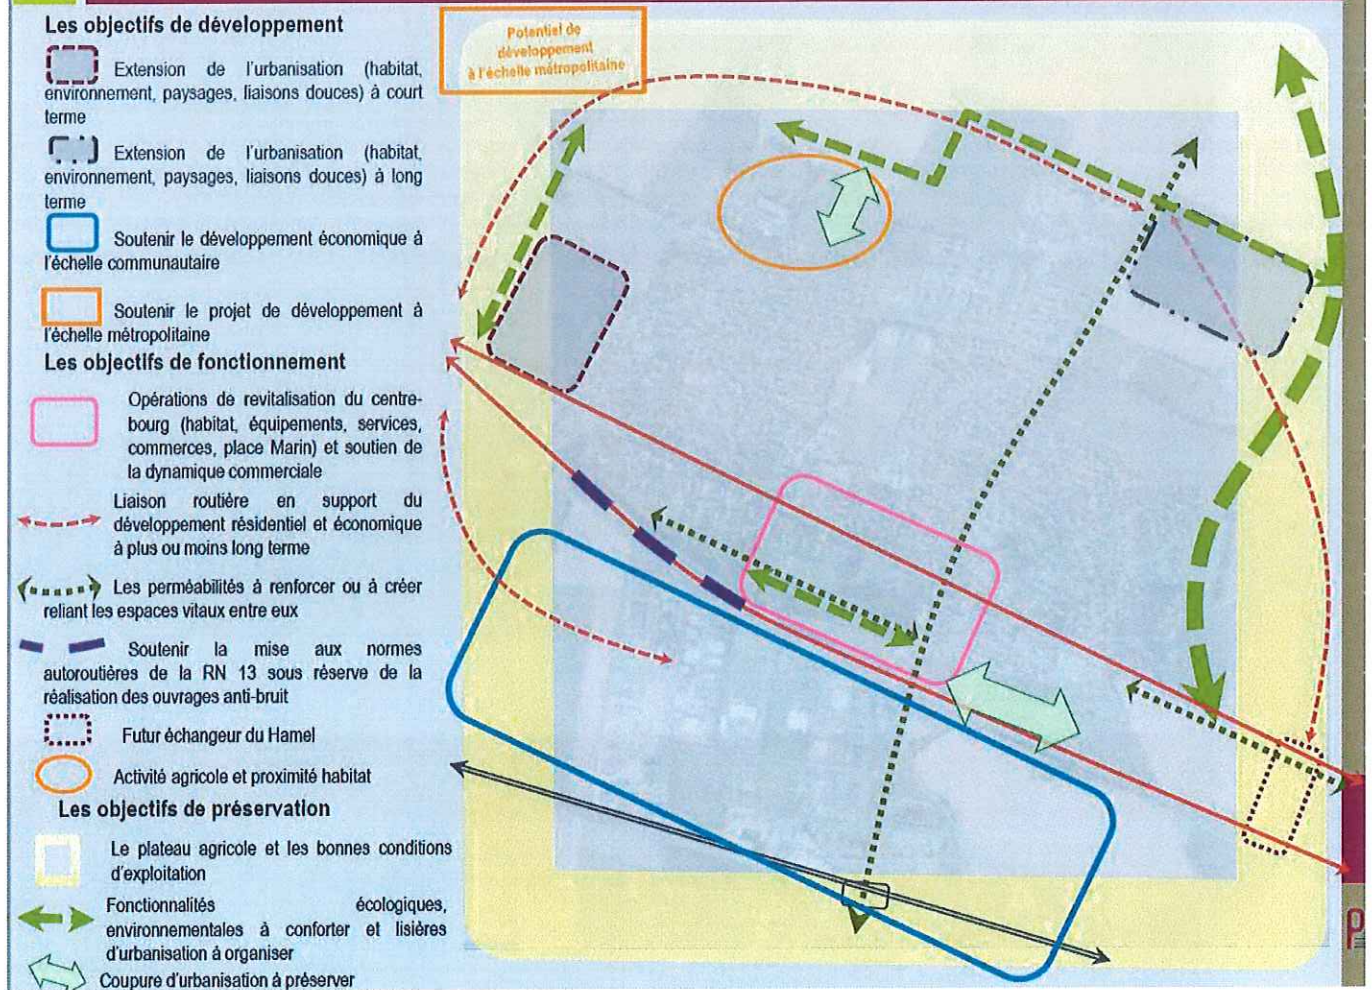 Les objectifs de développement
Extension de l'urbanisation (habitat,
environnement, paysages, liaisons douces) à court
terme
Extension de l'urbanisation (habitat,
environnement, paysages, liaisons douces) à long
terme
Soutenir le développement économique à
l'échelle communautaire
Soutenir le projet de développement à
l'échelle métropolitaine
Les objectifs de fonctionnement
Opérations de revitalisation du centre-
bourg (habitat, équipements, services,
commerces, place Marin) et soutien de
la dynamique commerciale
Liaison routière en support du
développement résidentiel et économique
à plus ou moins long terme
Les perméabilités à renforcer ou à créer
reliant les espaces vitaux entre eux
Soutenir la mise aux normes
autoroutières de la RN 13 sous réserve de la
réalisation des ouvrages anti-bruit
Futur échangeur du Hamel
Activité agricole et proximité habitat
Les objectifs de préservation
Le plateau agricole et les bonnes conditions
d'exploitation
Fonctionnalités écologiques,
environnementales à conforter et lisières
d'urbanisation à organiser
Coupure d'urbanisation à préserver
Potentiel de
développement
à l'échelle métropolitaine
P